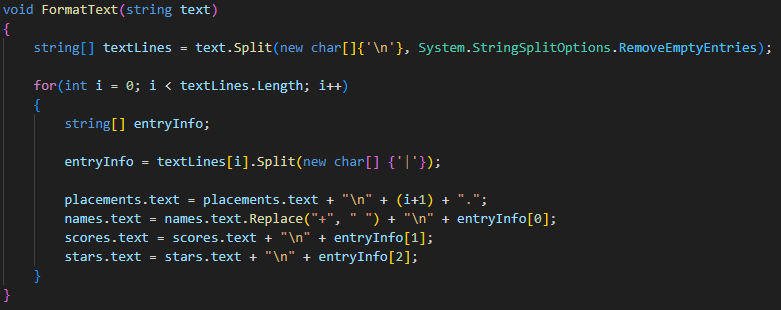 void FormatText(string text)
{
    string[] textLines = text.Split(new char[]{'\n'}, System.StringSplitOptions.RemoveEmptyEntries);

    for(int i = 0; i < textLines.Length; i++)
    {
        string[] entryInfo;

        entryInfo = textLines[i].Split(new char[] {'|'});

        placements.text = placements.text + "\n" + (i+1) + ".";
        names.text = names.text.Replace("+", " ") + "\n" + entryInfo[0];
        scores.text = scores.text + "\n" + entryInfo[1];
        stars.text = stars.text + "\n" + entryInfo[2];
    }
}